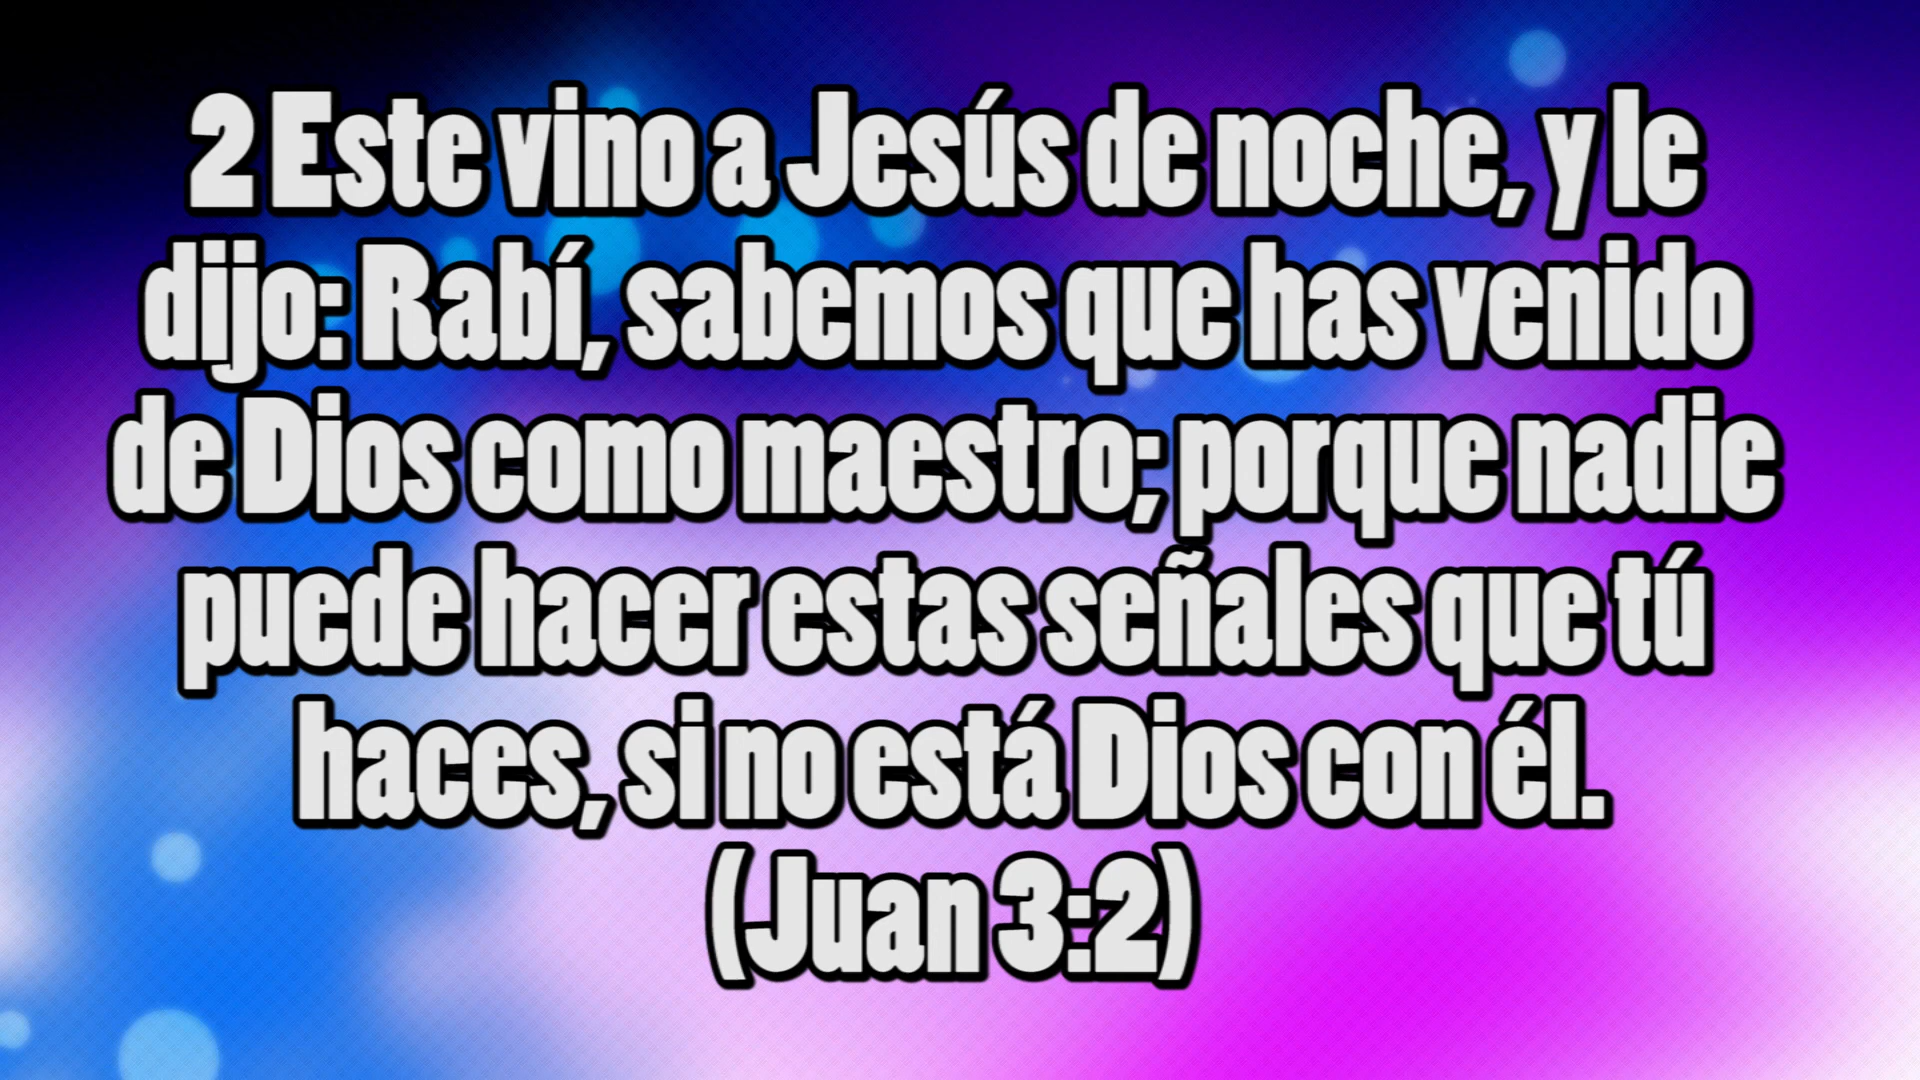 2 Este vino a Jesús de noche, y le
dijo: Rabí, sabemos que has venido
de Dios como maestro; porque nadie
puede hacer estas señales que tú
haces, si no está Dios con él.
(Juan 3:2)